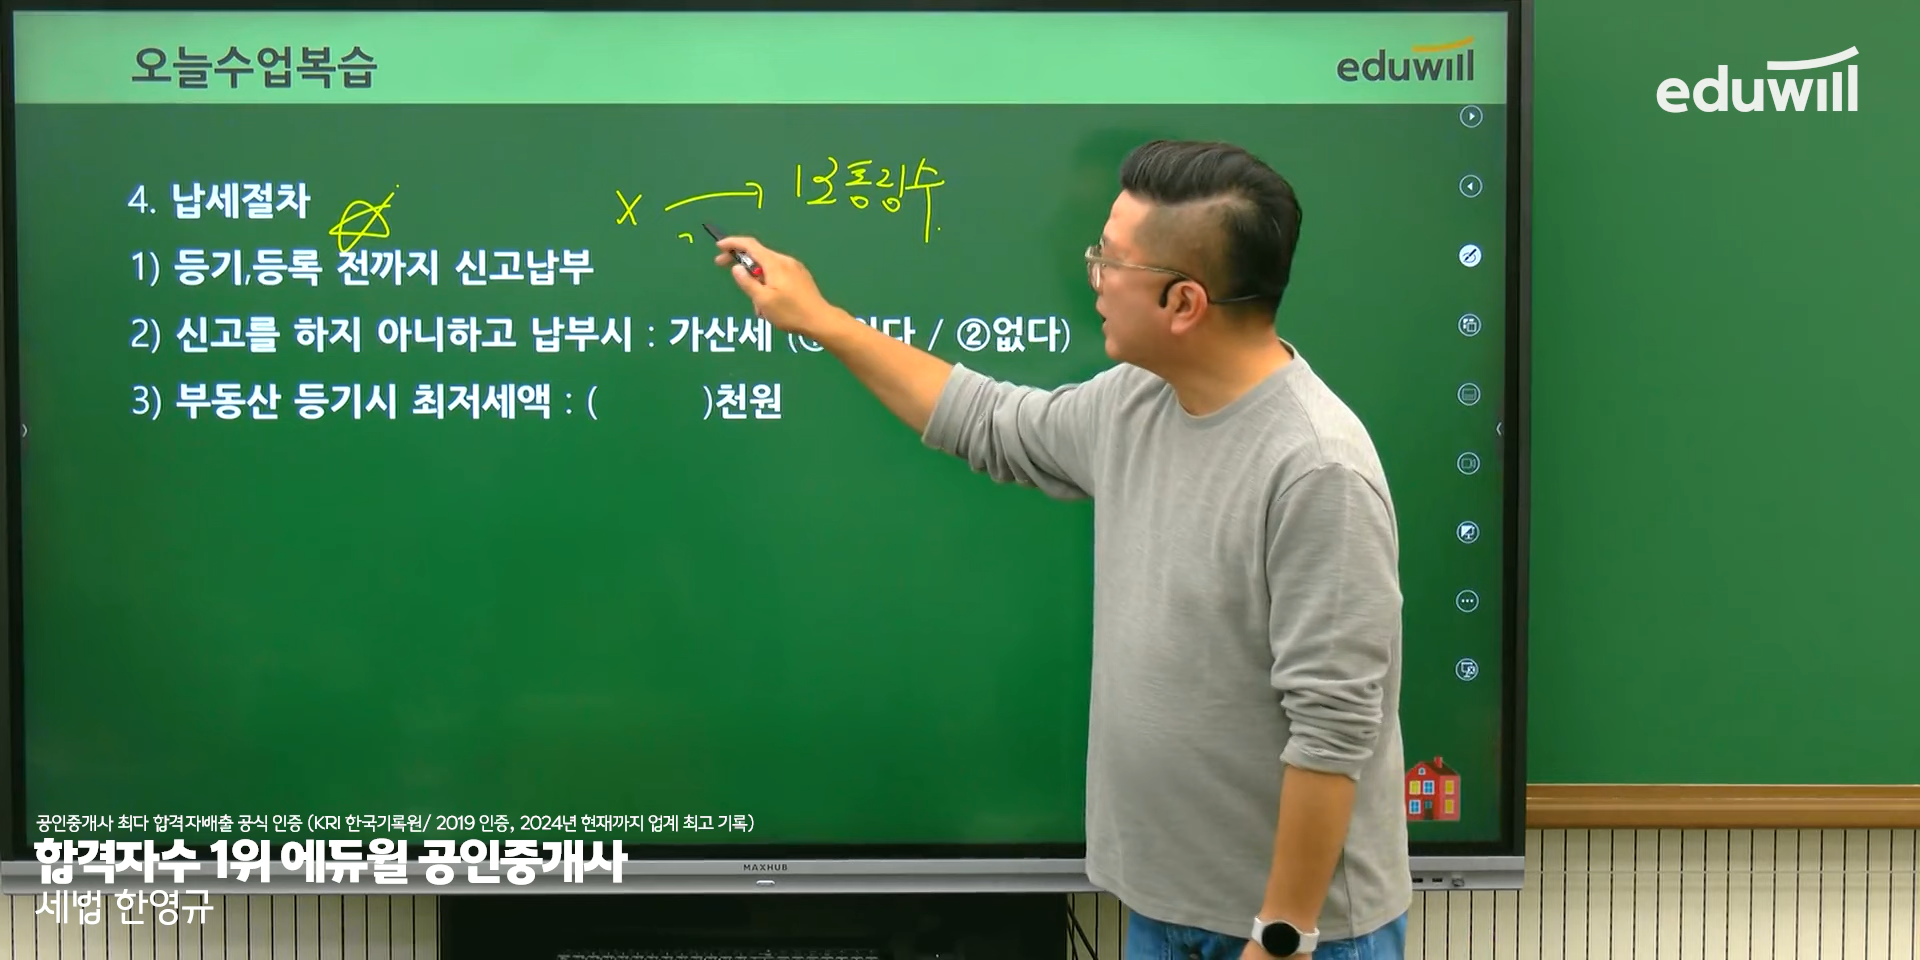 오늘수업복습
eduwill
eduwill
4. 납세절차
X → 보통징수
1) 등기,등록 전까지 신고납부
2) 신고를 하지 아니하고 납부시 : 가산세 ( / ②없다)
3) 부동산 등기시 최저세액 : ( )천원
공인중개사 최다 합격자배출 공식 인증 (KRI 한국기록원/ 2019 인증, 2024년 현재까지 업계 최고 기록)
합격자수 1위 에듀윌 공인중개사
세법 한영규
MAXHUB